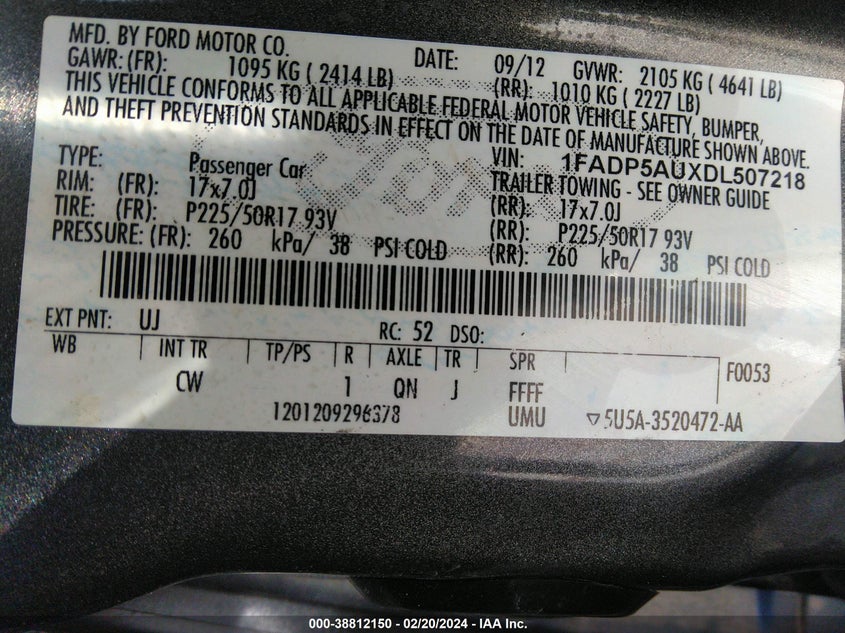 MFD. BY FORD MOTOR CO. DATE: 09/12 GVWR: 2105 KG ( 4641 LB)
GAWR: (FR): 1095 KG ( 2414 LB) (RR): 1010 KG ( 2227 LB)
THIS VEHICLE CONFORMS TO ALL APPLICABLE FEDERAL MOTOR VEHICLE SAFETY, BUMPER,
AND THEFT PREVENTION STANDARDS IN EFFECT ON THE DATE OF MANUFACTURE SHOWN ABOVE.
VIN: 1FADP5AUXDL507218
TYPE: Passenger Car TRAILER TOWING - SEE OWNER GUIDE
RIM: (FR): 17x7.0J (RR): 17x7.0J
TIRE: (FR): P225/50R17 93V (RR): P225/50R17 93V
PRESSURE: (FR): 260 kPa/ 38 PSI COLD (RR): 260 kPa/ 38 PSI COLD
Ford
EXT PNT: UJ RC: 52 DSO:
WB INT TR TP/PS R AXLE TR SPR F0053
CW 1 QN J FFFF
1201209296378 UMU ▽5U5A-3520472-AA
000-38812150 - 02/20/2024 - IAA Inc.